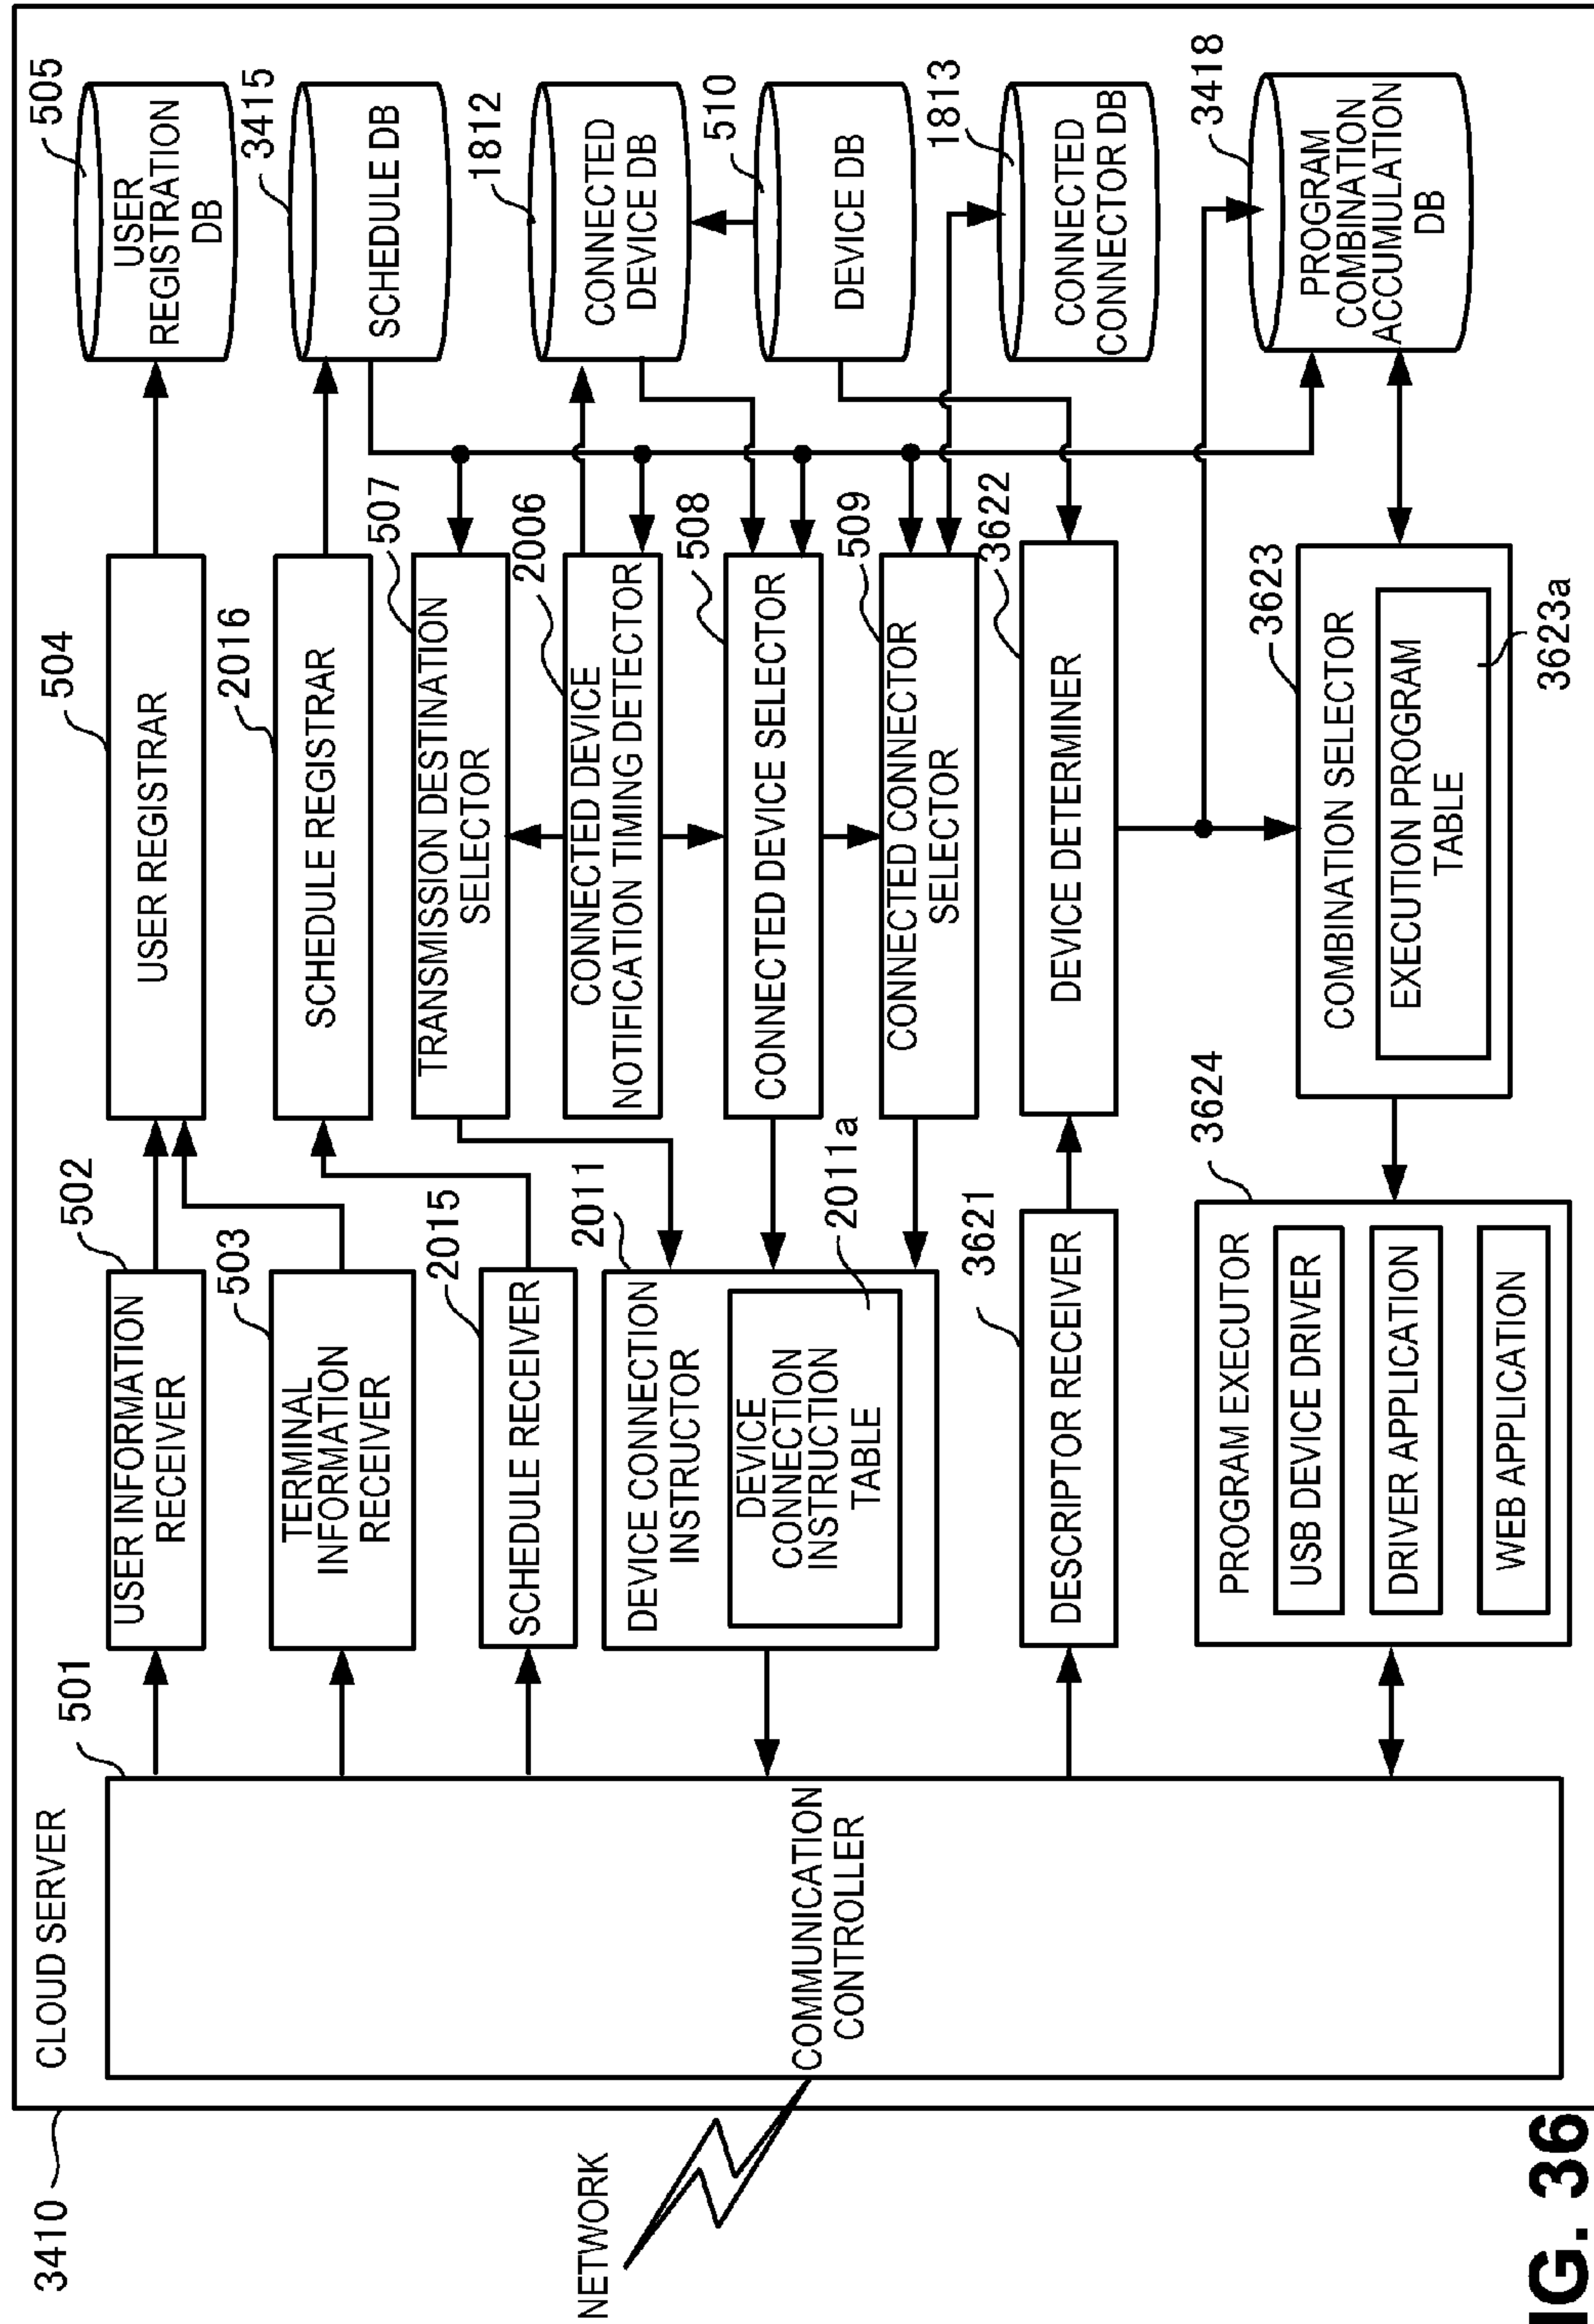 3410
CLOUD SERVER
NETWORK
501
COMMUNICATION
CONTROLLER
502
USER INFORMATION
RECEIVER
503
TERMINAL
INFORMATION
RECEIVER
2015
SCHEDULE RECEIVER
2011
DEVICE CONNECTION
INSTRUCTOR
2011a
DEVICE
CONNECTION
INSTRUCTION
TABLE
3621
DESCRIPTOR RECEIVER
3624
PROGRAM EXECUTOR
USB DEVICE DRIVER
DRIVER APPLICATION
WEB APPLICATION
504
USER REGISTRAR
2016
SCHEDULE REGISTRAR
507
TRANSMISSION DESTINATION
SELECTOR
2006
CONNECTED DEVICE
NOTIFICATION TIMING DETECTOR
508
CONNECTED DEVICE SELECTOR
509
CONNECTED CONNECTOR
SELECTOR
3622
DEVICE DETERMINER
3623
COMBINATION SELECTOR
EXECUTION PROGRAM
TABLE
3623a
505
USER
REGISTRATION
DB
3415
SCHEDULE DB
1812
CONNECTED
DEVICE DB
510
DEVICE DB
1813
CONNECTED
CONNECTOR DB
3418
PROGRAM
COMBINATION
ACCUMULATION
DB
IG. 36